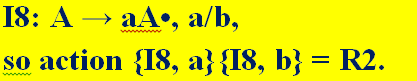 I8: A → aA•, a/b,
so action {I8, a}{I8, b} = R2.